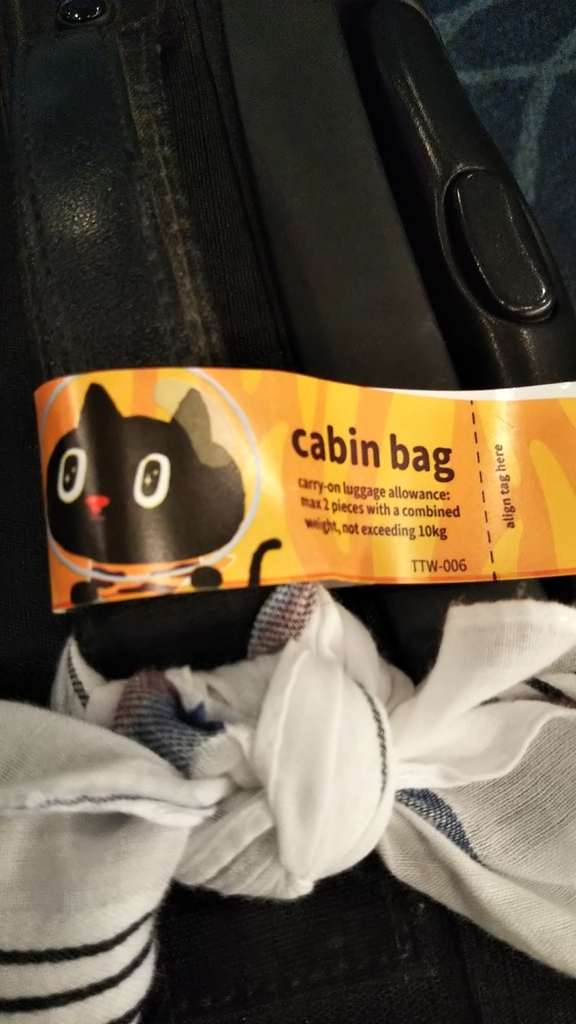 cabin bag
carry-on luggage allowance:
max 2 pieces with a combined
weight, not exceeding 10kg
TTW-006
align tag here